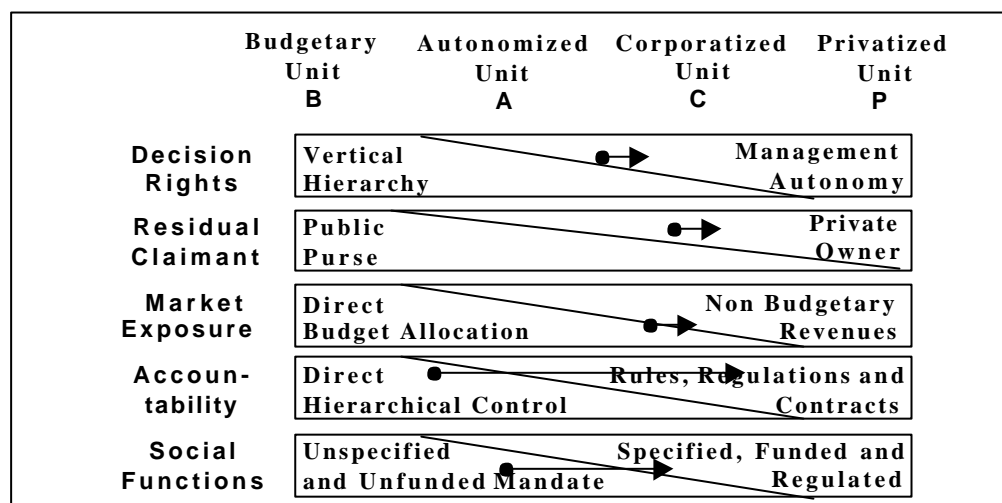 Budgetary Autonomized Corporatized Privatized
Unit Unit Unit Unit
B A C P
Decision Rights
Vertical Hierarchy
Management Autonomy
Residual Claimant
Public Purse
Private Owner
Market Exposure
Direct Budget Allocation
Non Budgetary Revenues
Accoun-
tability
Direct
Hierarchical Control
Rules, Regulations and
Contracts
Social
Functions
Unspecified
and Unfunded Mandate
Specified, Funded and
Regulated